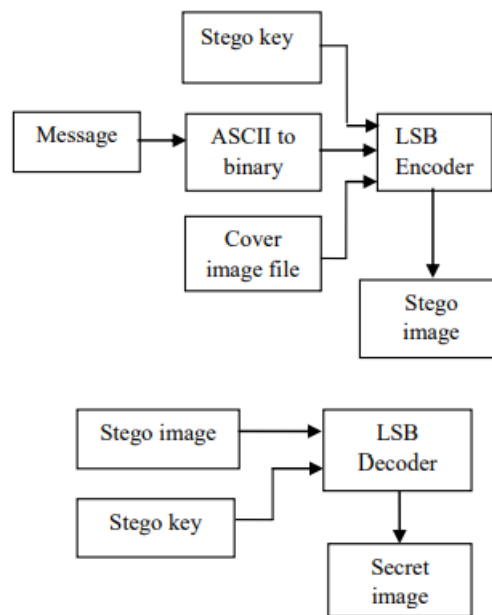 Stego key
Message
ASCII to
binary
LSB
Encoder
Cover
image file
Stego
image
Stego image
LSB
Decoder
Stego key
Secret
image